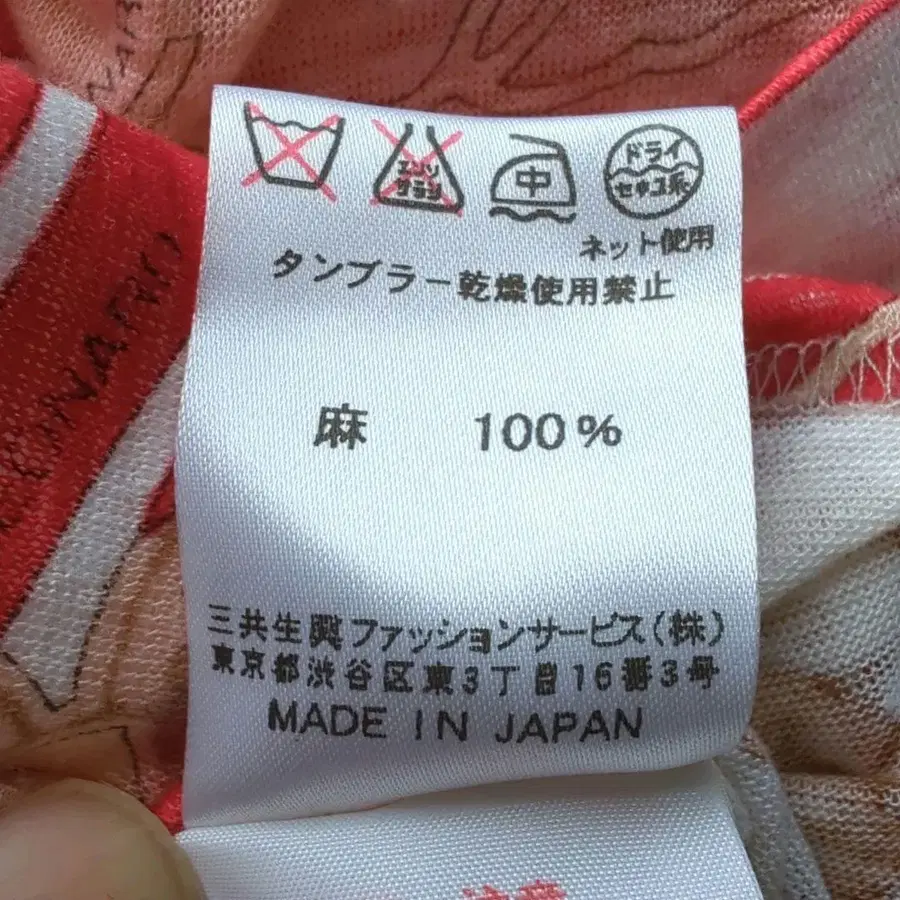 エンソ
サラシ
中
ドライ
セキユ系
ネット使用
タンブラー乾燥使用禁止
麻 100%
三共生興ファッションサービス(株)
東京都渋谷区東3丁目16番3号
MADE IN JAPAN